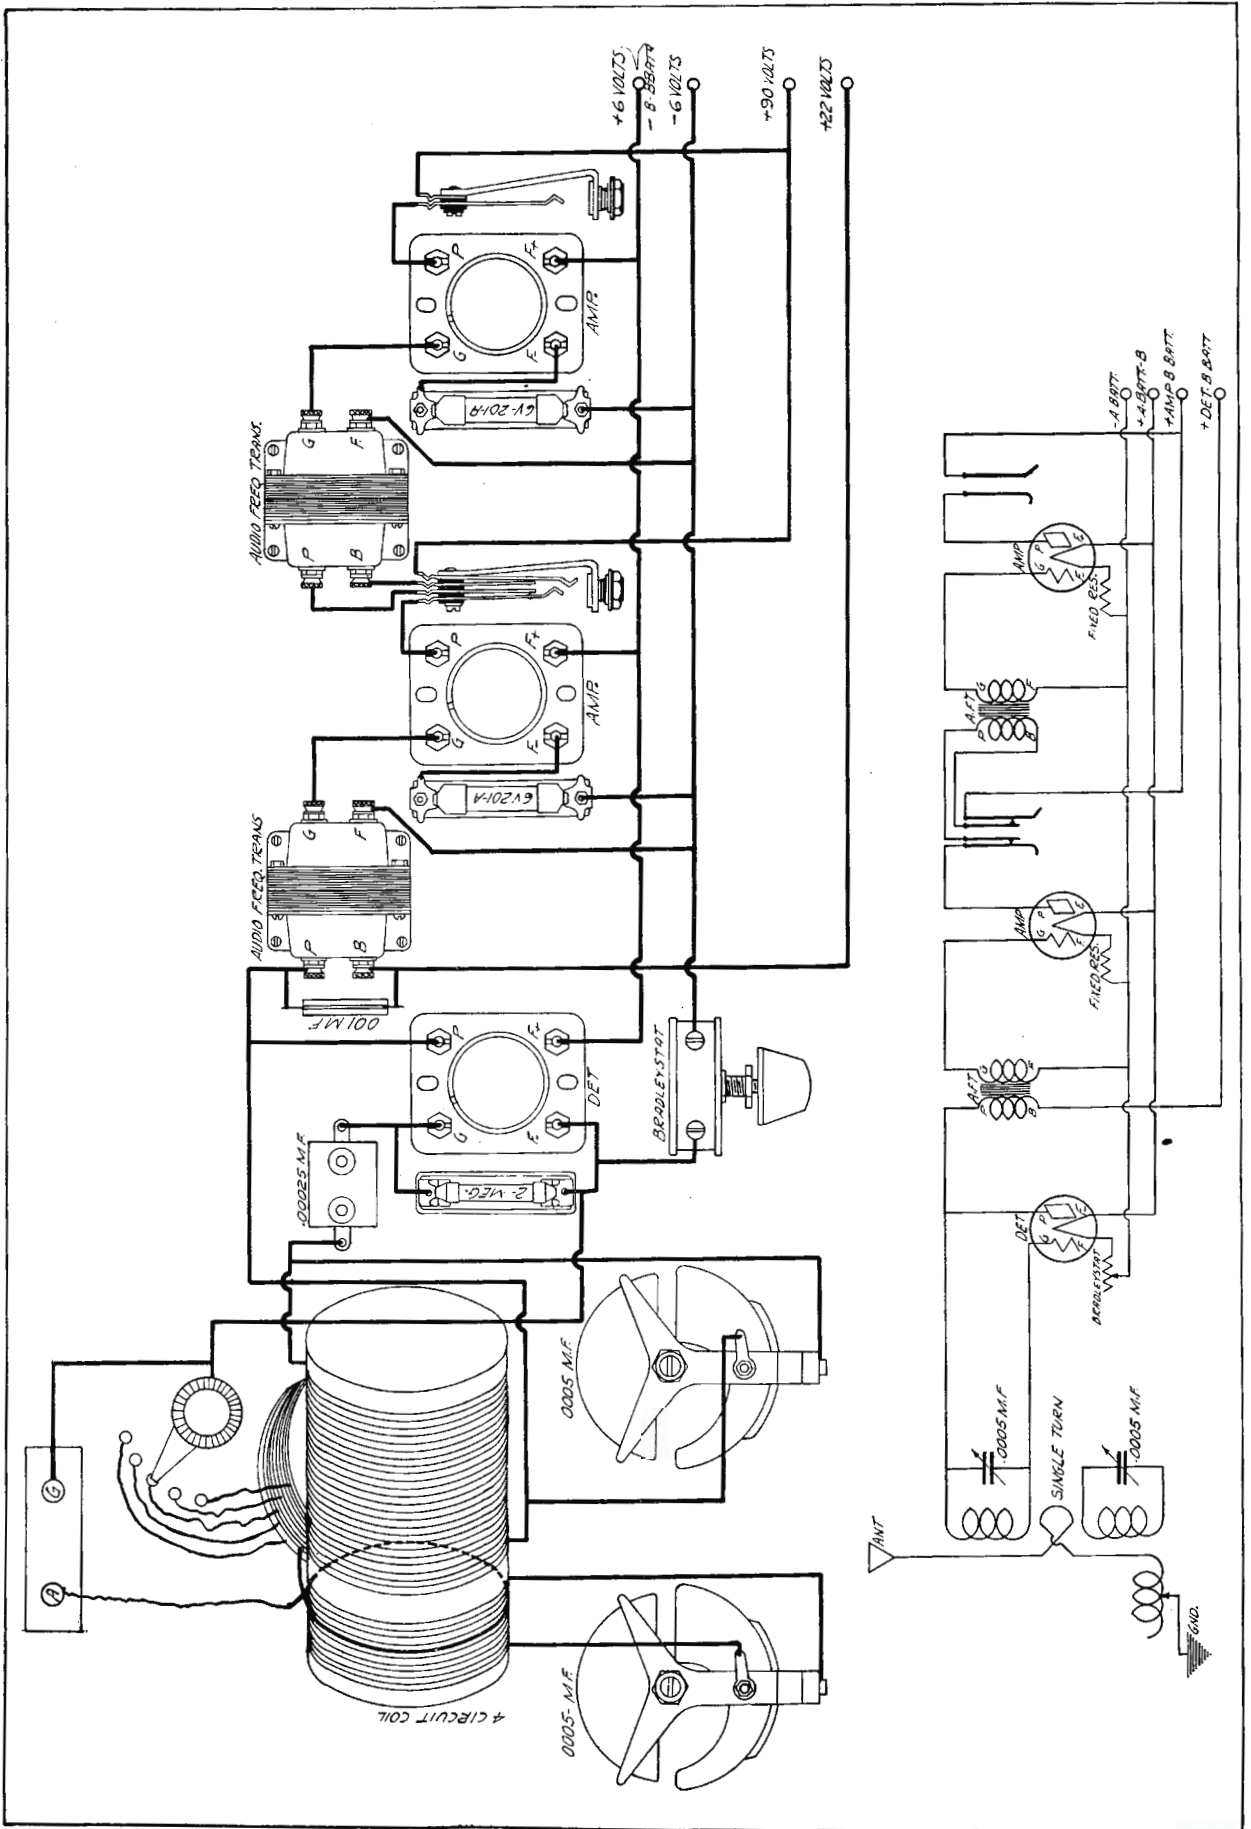 A
G
4 CIRCUIT COIL
.0005- M.F.
.0005 M.F.
.00025 M.F.
2- MEG.
G
P
F-
F+
DET
BRADLEYSTAT
.001 M.F.
AUDIO FREQ. TRANS
P
G
B
F
6V201-A
G
P
F-
F+
AMP.
AUDIO FREQ TRANS.
P
G
B
F.
6V-201-A
G
P
F-
F+
AMP.
+6 VOLTS.
- B-BBATT
-6 VOLTS
+90 VOLTS
+22 VOLTS
ANT
GND.
SINGLE TURN
.0005 M.F
.0005 M.F
DET
G
P
F
F
BRADLEYSTAT
A.F.T
P
G
B
F
AMP
G
P
F
F
FIXED RES.
A.F.T
P
G
B
F
AMP
G
P
F
F
FIXED RES.
-A BATT.
+A-BATT-B
+AMP B BATT.
+DET. B BATT